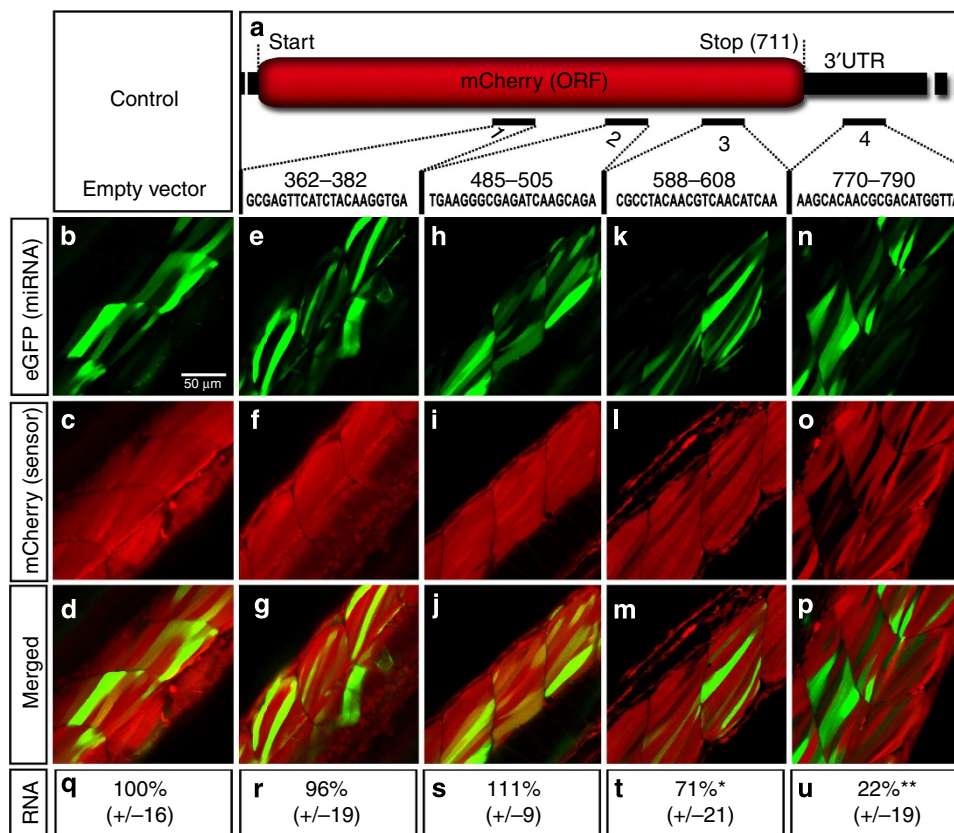 a
Start
Stop (711)
3′UTR
mCherry (ORF)
Control
Empty vector
1
2
3
4
362–382
485–505
588–608
770–790
GCGAGTTCATCTACAAGGTGA
TGAAGGGCGAGATCAAGCAGA
CGCCTACAACGTCAACATCAA
AAGCACAACGCGACATGGTTA
eGFP (miRNA)
b
e
h
k
n
50 µm
mCherry (sensor)
c
f
i
l
o
Merged
d
g
j
m
p
RNA
q
100%
(+/–16)
r
96%
(+/–19)
s
111%
(+/–9)
t
71%*
(+/–21)
u
22%**
(+/–19)